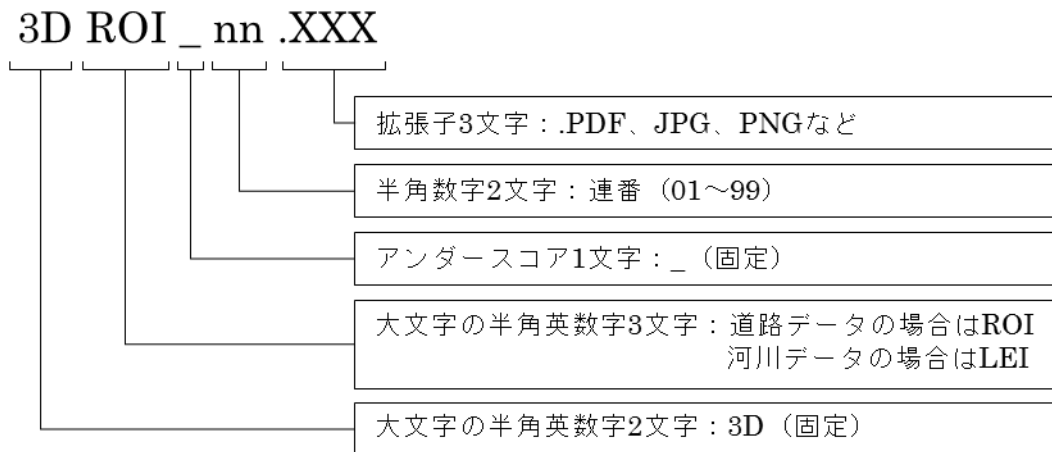 3D ROI _ nn .XXX
拡張子3文字：.PDF、JPG、PNGなど
半角数字2文字：連番（01～99）
アンダースコア1文字：_（固定）
大文字の半角英数字3文字：道路データの場合はROI
河川データの場合はLEI
大文字の半角英数字2文字：3D（固定）